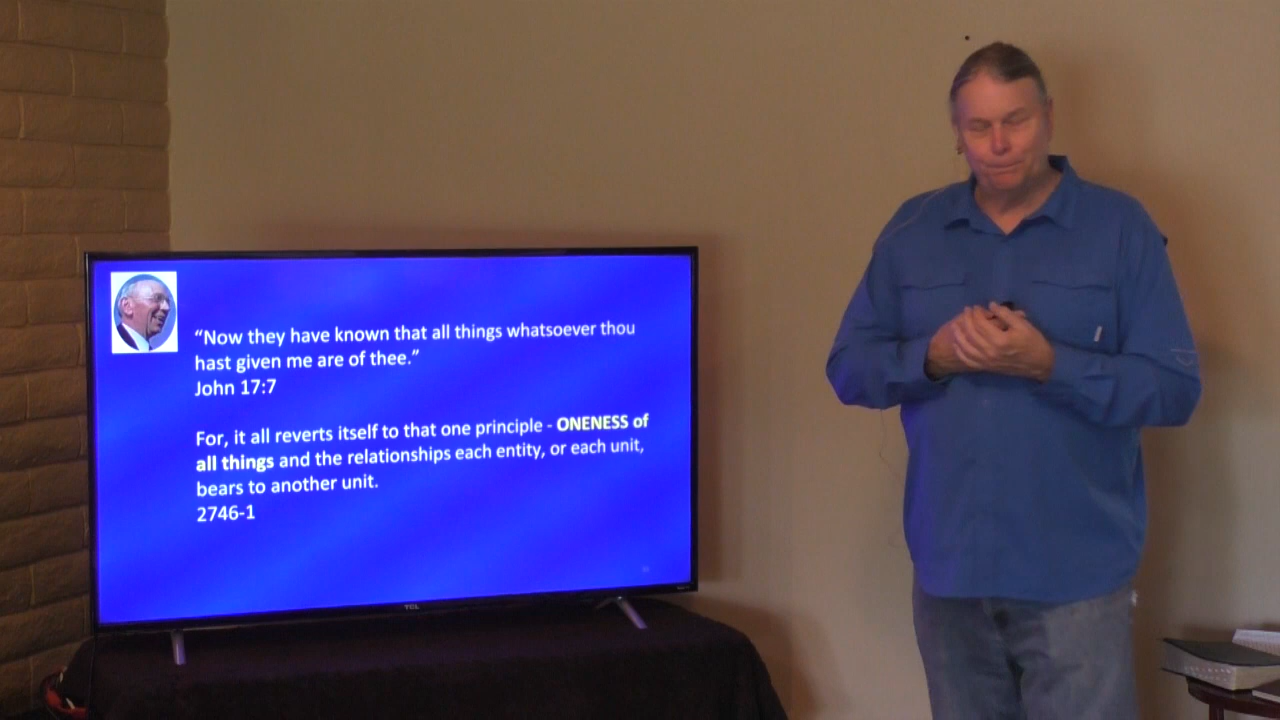 “Now they have known that all things whatsoever thou
hast given me are of thee.”
John 17:7
For, it all reverts itself to that one principle - ONENESS of
all things and the relationships each entity, or each unit,
bears to another unit.
2746-1
TCL